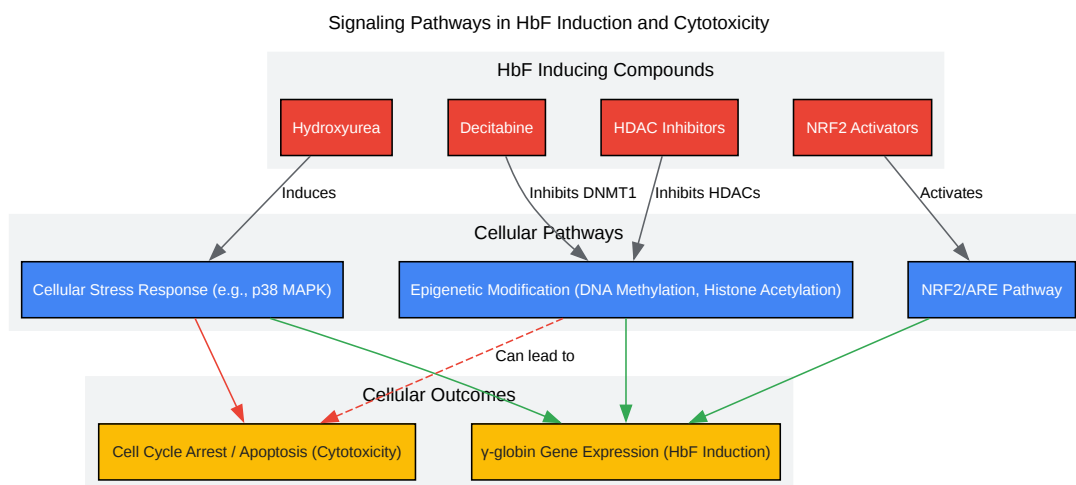 Signaling Pathways in HbF Induction and Cytotoxicity
HbF Inducing Compounds
Hydroxyurea
Decitabine
HDAC Inhibitors
NRF2 Activators
Induces
Inhibits DNMT1
Inhibits HDACs
Activates
Cellular Pathways
Cellular Stress Response (e.g., p38 MAPK)
Epigenetic Modification (DNA Methylation, Histone Acetylation)
NRF2/ARE Pathway
Can lead to
Cellular Outcomes
Cell Cycle Arrest / Apoptosis (Cytotoxicity)
γ-globin Gene Expression (HbF Induction)